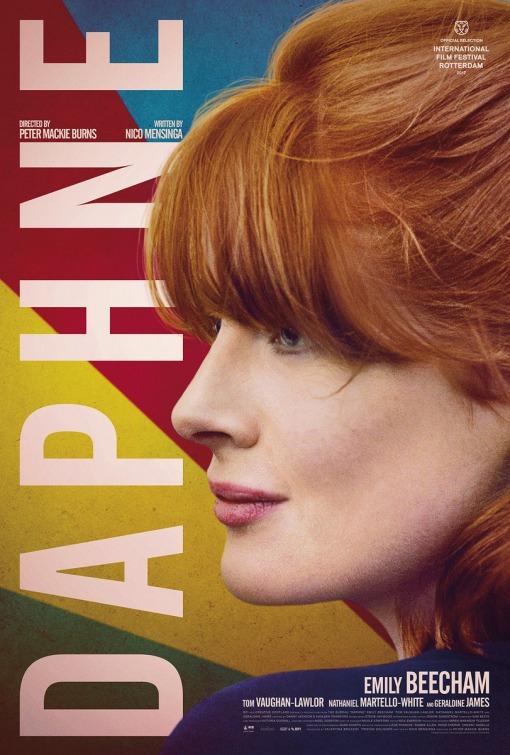 OFFICIAL SELECTION
INTERNATIONAL
FILM FESTIVAL
ROTTERDAM
2017
DIRECTED BY
PETER MACKIE BURNS
WRITTEN BY
NICO MENSINGA
DAPHNE
EMILY BEECHAM
TOM VAUGHAN-LAWLOR NATHANIEL MARTELLO-WHITE AND GERALDINE JAMES